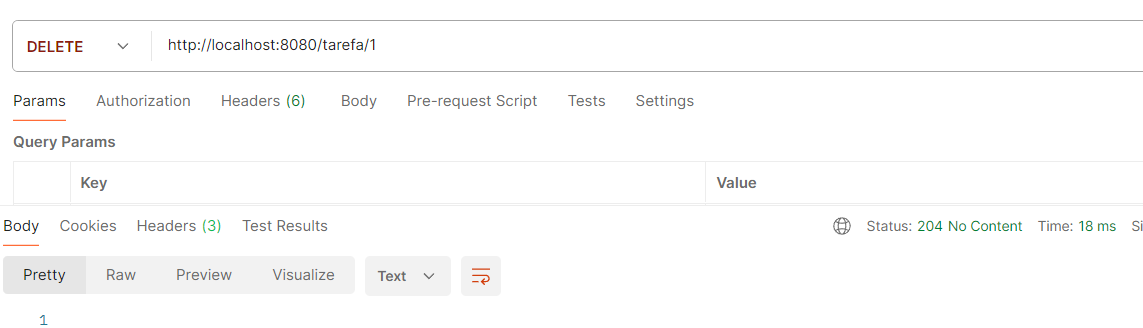 DELETE http://localhost:8080/tarefa/1
Params Authorization Headers (6) Body Pre-request Script Tests Settings
Query Params
Key Value
Body Cookies Headers (3) Test Results Status: 204 No Content Time: 18 ms Si
Pretty Raw Preview Visualize Text
1